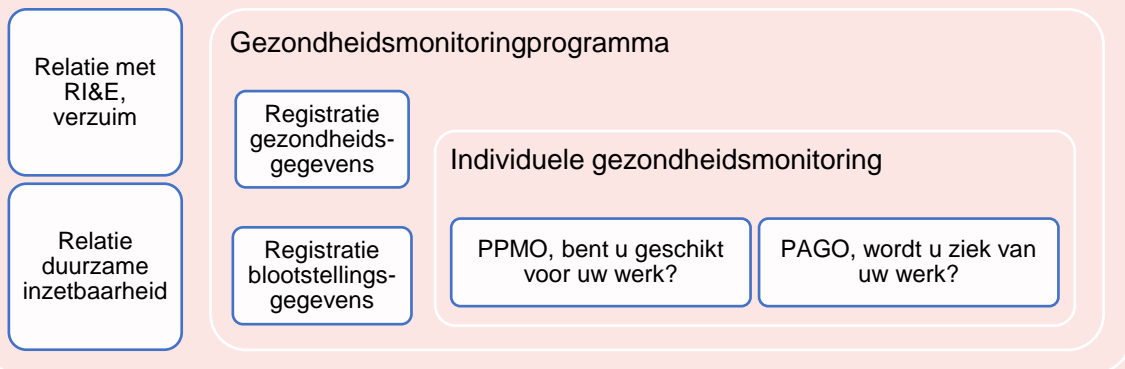 Relatie met
RI&E,
verzuim
Relatie
duurzame
inzetbaarheid
Gezondheidsmonitoringprogramma
Registratie
gezondheids-
gegevens
Registratie
blootstellings-
gegevens
Individuele gezondheidsmonitoring
PPMO, bent u geschikt
voor uw werk?
PAGO, wordt u ziek van
uw werk?